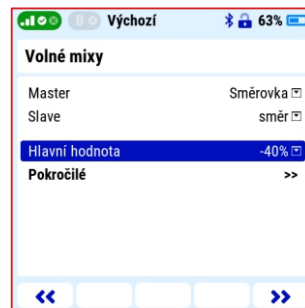 B Výchozí 63%
Volné mixy
Master Směrovka
Slave směr
Hlavní hodnota -40%
Pokročilé >>
<< >>